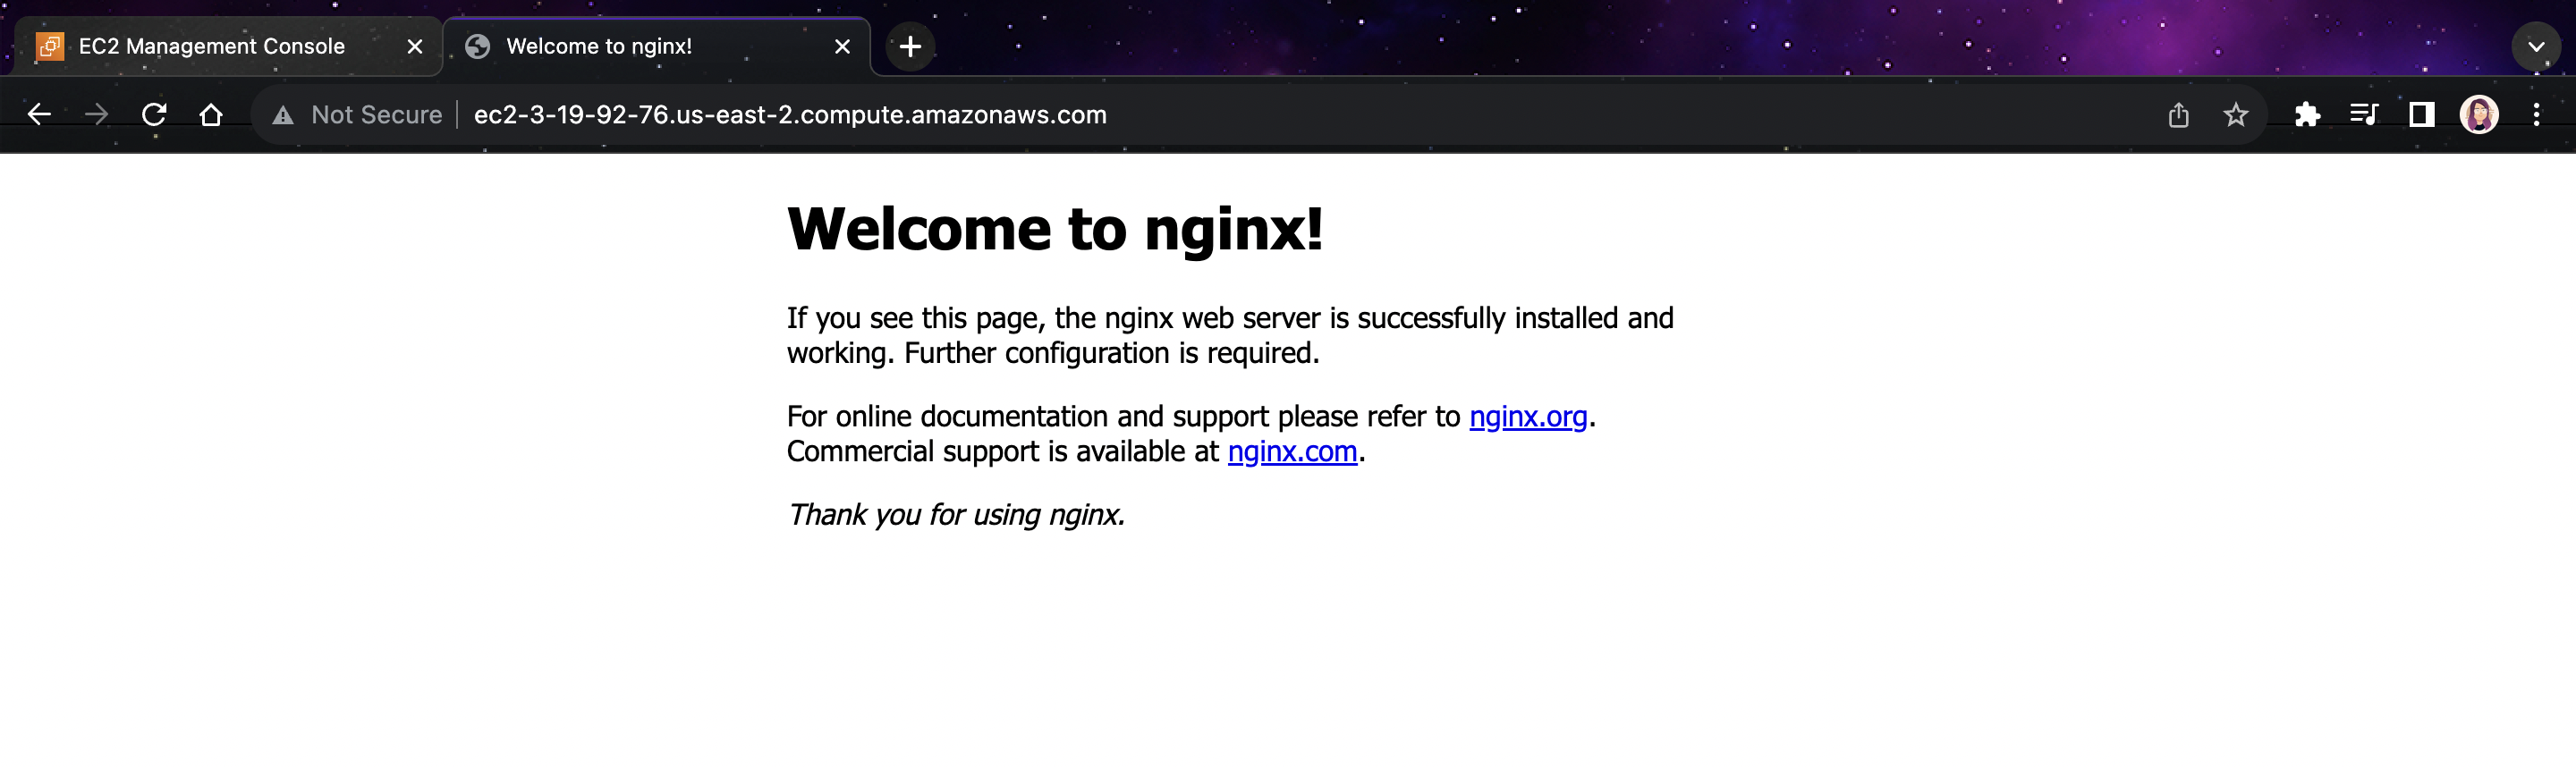 EC2 Management Console
Welcome to nginx!
Not Secure
ec2-3-19-92-76.us-east-2.compute.amazonaws.com
Welcome to nginx!
If you see this page, the nginx web server is successfully installed and
working. Further configuration is required.
For online documentation and support please refer to nginx.org.
Commercial support is available at nginx.com.
Thank you for using nginx.